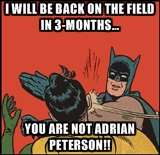 I WILL BE BACK ON THE FIELD
IN 3-MONTHS...
YOU ARE NOT ADRIAN
PETERSON!!